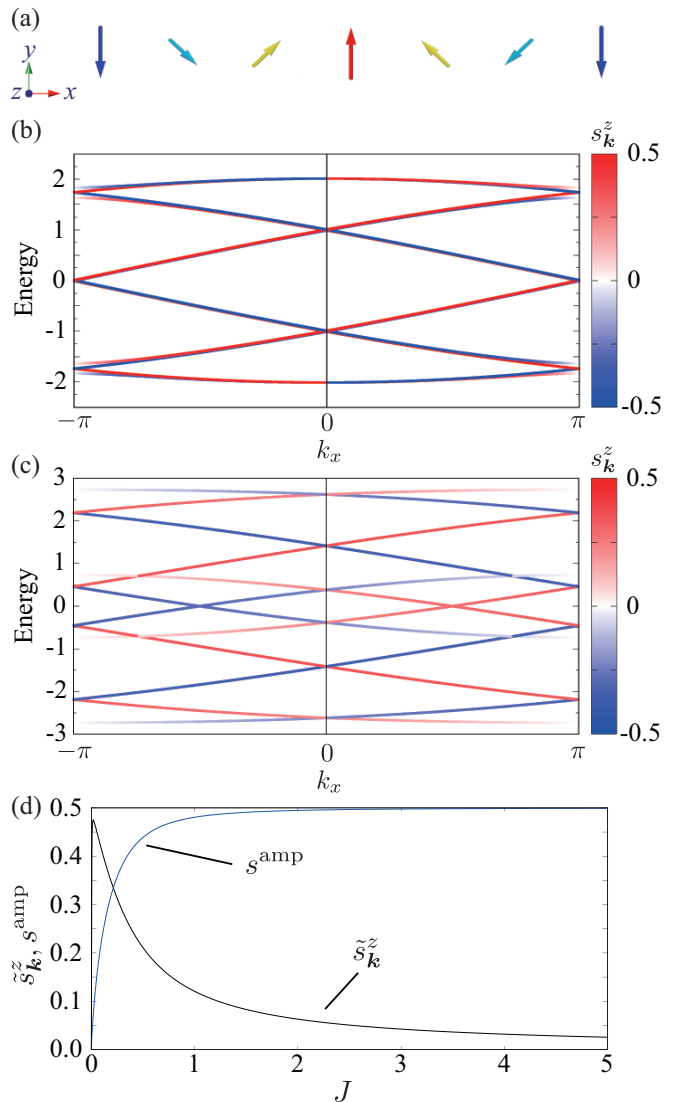 (a)
y
z x
(b)
s^z_k
0.5
0
-0.5
Energy
2
1
0
-1
-2
−π 0 π
k_x
(c)
s^z_k
0.5
0
-0.5
Energy
3
2
1
0
-1
-2
-3
−π 0 π
k_x
(d)
s̃^z_k, s^amp
0.5
0.4
0.3
0.2
0.1
0.0
s^amp
s̃^z_k
0 1 2 3 4 5
J